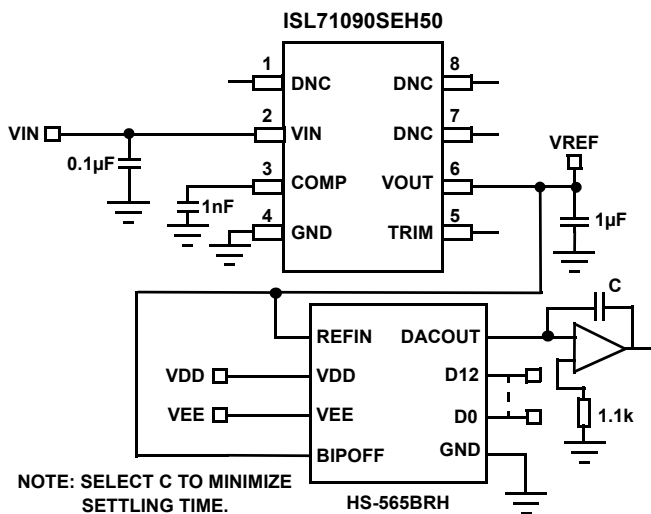 ISL71090SEH50
1
8
DNC
DNC
2
7
VIN
VIN
DNC
VREF
0.1µF
3
6
COMP
VOUT
1nF
4
5
1µF
GND
TRIM
C
REFIN
DACOUT
VDD
VDD
D12
VEE
VEE
D0
1.1k
BIPOFF
GND
NOTE: SELECT C TO MINIMIZE
SETTLING TIME.
HS-565BRH